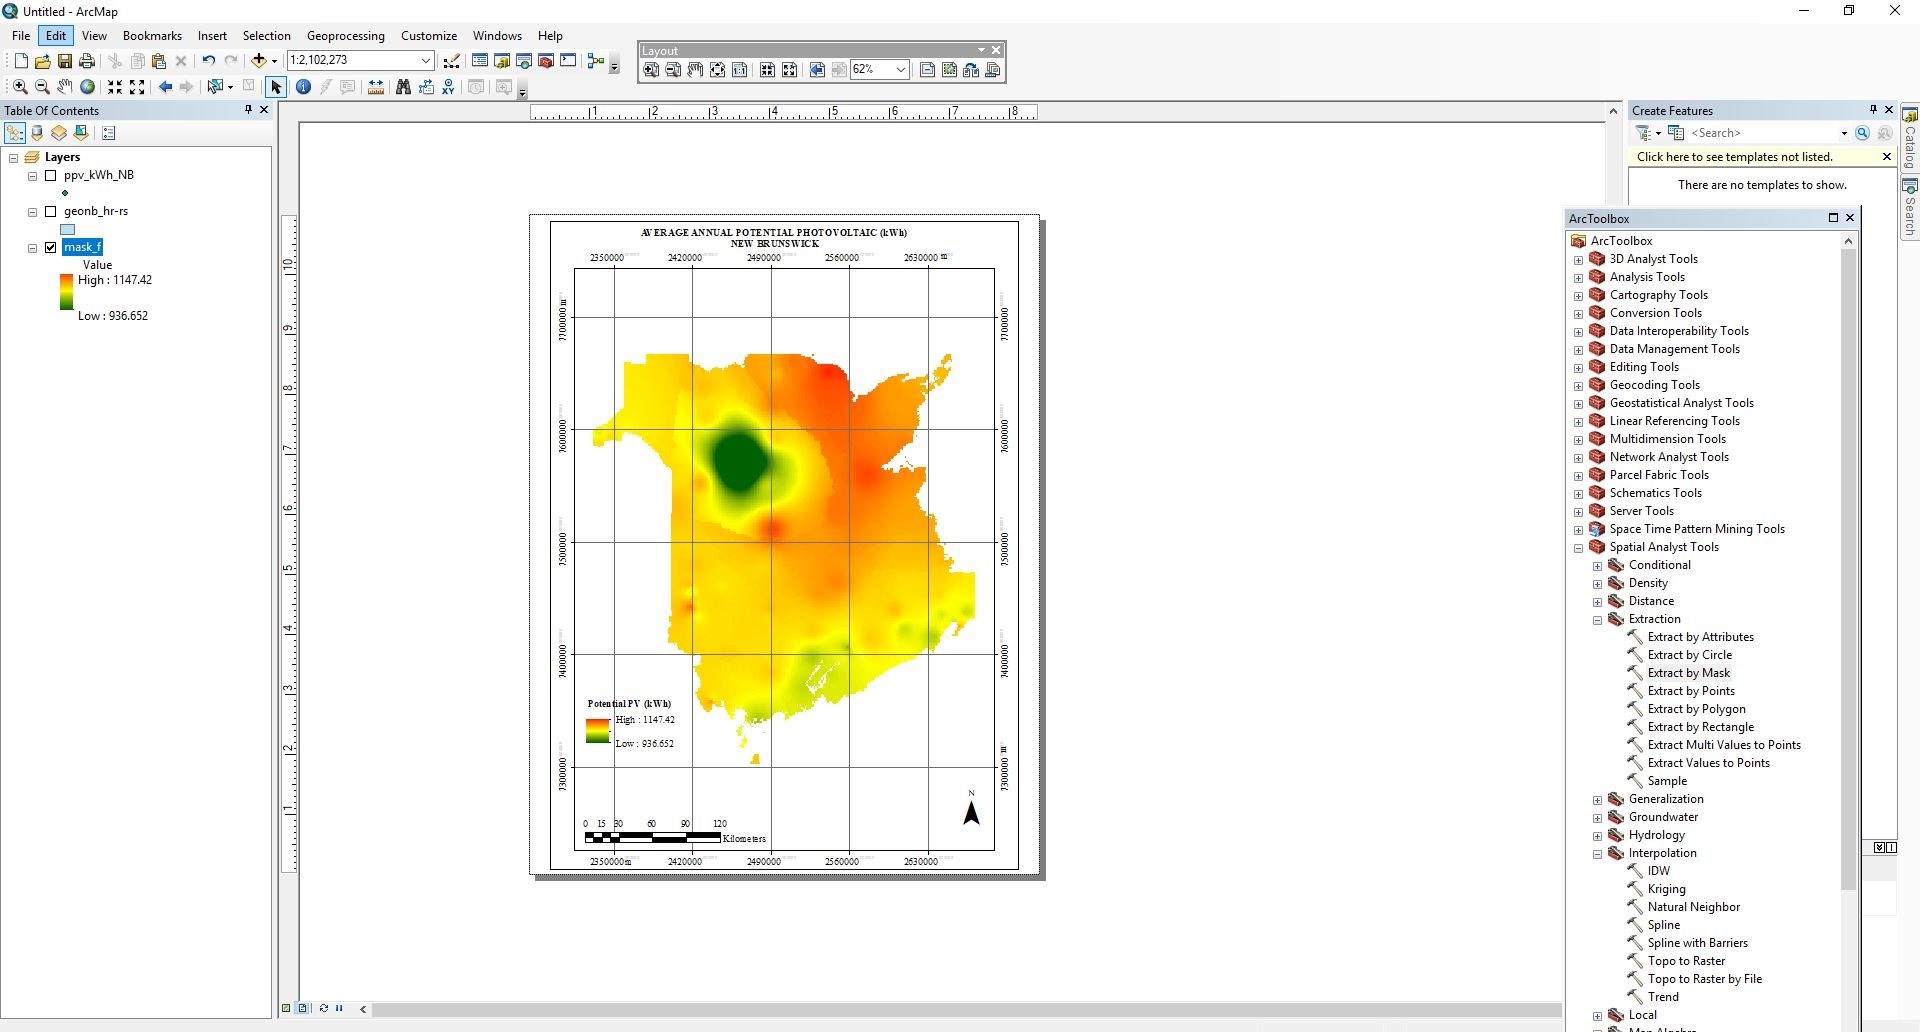 Untitled - ArcMap
File Edit View Bookmarks Insert Selection Geoprocessing Customize Windows Help
1:2,102,273
Layout
62%
Table Of Contents
Layers
ppv_kWh_NB
geonb_hr-rs
mask_f
Value
High : 1147.42
Low : 936.652
1 2 3 4 5 6 7 8
10
9
8
7
6
5
4
3
2
1
AVERAGE ANNUAL POTENTIAL PHOTOVOLTAIC (kWh)
NEW BRUNSWICK
2350000 2420000 2490000 2560000 2630000 m
7700000 m 7700000
7600000 7600000
7500000 7500000
7400000 7400000
7300000 7300000 m
Potential PV (kWh)
High : 1147.42
Low : 936.652
N
0 15 30 60 90 120
Kilometers
2350000 m 2420000 2490000 2560000 2630000
Create Features
<Search>
Click here to see templates not listed.
There are no templates to show.
Catalog
Search
ArcToolbox
ArcToolbox
3D Analyst Tools
Analysis Tools
Cartography Tools
Conversion Tools
Data Interoperability Tools
Data Management Tools
Editing Tools
Geocoding Tools
Geostatistical Analyst Tools
Linear Referencing Tools
Multidimension Tools
Network Analyst Tools
Parcel Fabric Tools
Schematics Tools
Server Tools
Space Time Pattern Mining Tools
Spatial Analyst Tools
Conditional
Density
Distance
Extraction
Extract by Attributes
Extract by Circle
Extract by Mask
Extract by Points
Extract by Polygon
Extract by Rectangle
Extract Multi Values to Points
Extract Values to Points
Sample
Generalization
Groundwater
Hydrology
Interpolation
IDW
Kriging
Natural Neighbor
Spline
Spline with Barriers
Topo to Raster
Topo to Raster by File
Trend
Local
Map Algebra